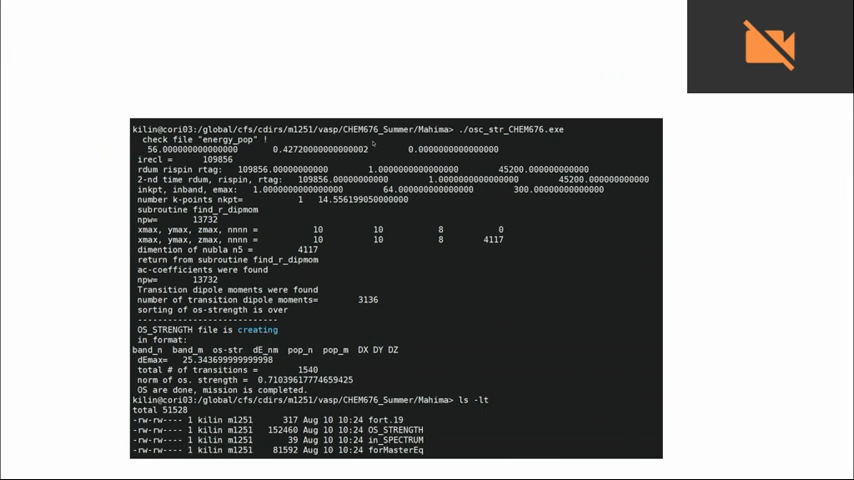 kilin@cori03:/global/cfs/cdirs/m1251/vasp/CHEM676_Summer/Mahima> ./osc_str_CHEM676.exe
check file "energy_pop" !
56.000000000000000 0.42720000000000002 0.0000000000000000
irecl = 109856
rdum rispin rtag: 109856.00000000000 1.0000000000000000 45200.000000000000
2-nd time rdum, rispin, rtag: 109856.00000000000 1.0000000000000000 45200.000000000000
inkpt, inband, emax: 1.0000000000000000 64.000000000000000 300.00000000000000
number k-points nkpt= 1 14.556199050000000
subroutine find_r_dipmom
npw= 13732
xmax, ymax, zmax, nnnn = 10 10 8 0
xmax, ymax, zmax, nnnn = 10 10 8 4117
dimention of nubla n5 = 4117
return from subroutine find_r_dipmom
ac-coefficients were found
npw= 13732
Transition dipole moments were found
number of transition dipole moments= 3136
sorting of os-strength is over
---------------------------
OS_STRENGTH file is creating
in format:
band_n band_m os-str dE_nm pop_n pop_m DX DY DZ
dEmax= 25.343699999999998
total # of transitions = 1540
norm of os. strength = 0.71039617774659425
OS are done, mission is completed.
kilin@cori03:/global/cfs/cdirs/m1251/vasp/CHEM676_Summer/Mahima> ls -lt
total 51528
-rw-rw---- 1 kilin m1251 317 Aug 10 10:24 fort.19
-rw-rw---- 1 kilin m1251 152460 Aug 10 10:24 OS_STRENGTH
-rw-rw---- 1 kilin m1251 39 Aug 10 10:24 in_SPECTRUM
-rw-rw---- 1 kilin m1251 81592 Aug 10 10:24 forMasterEq